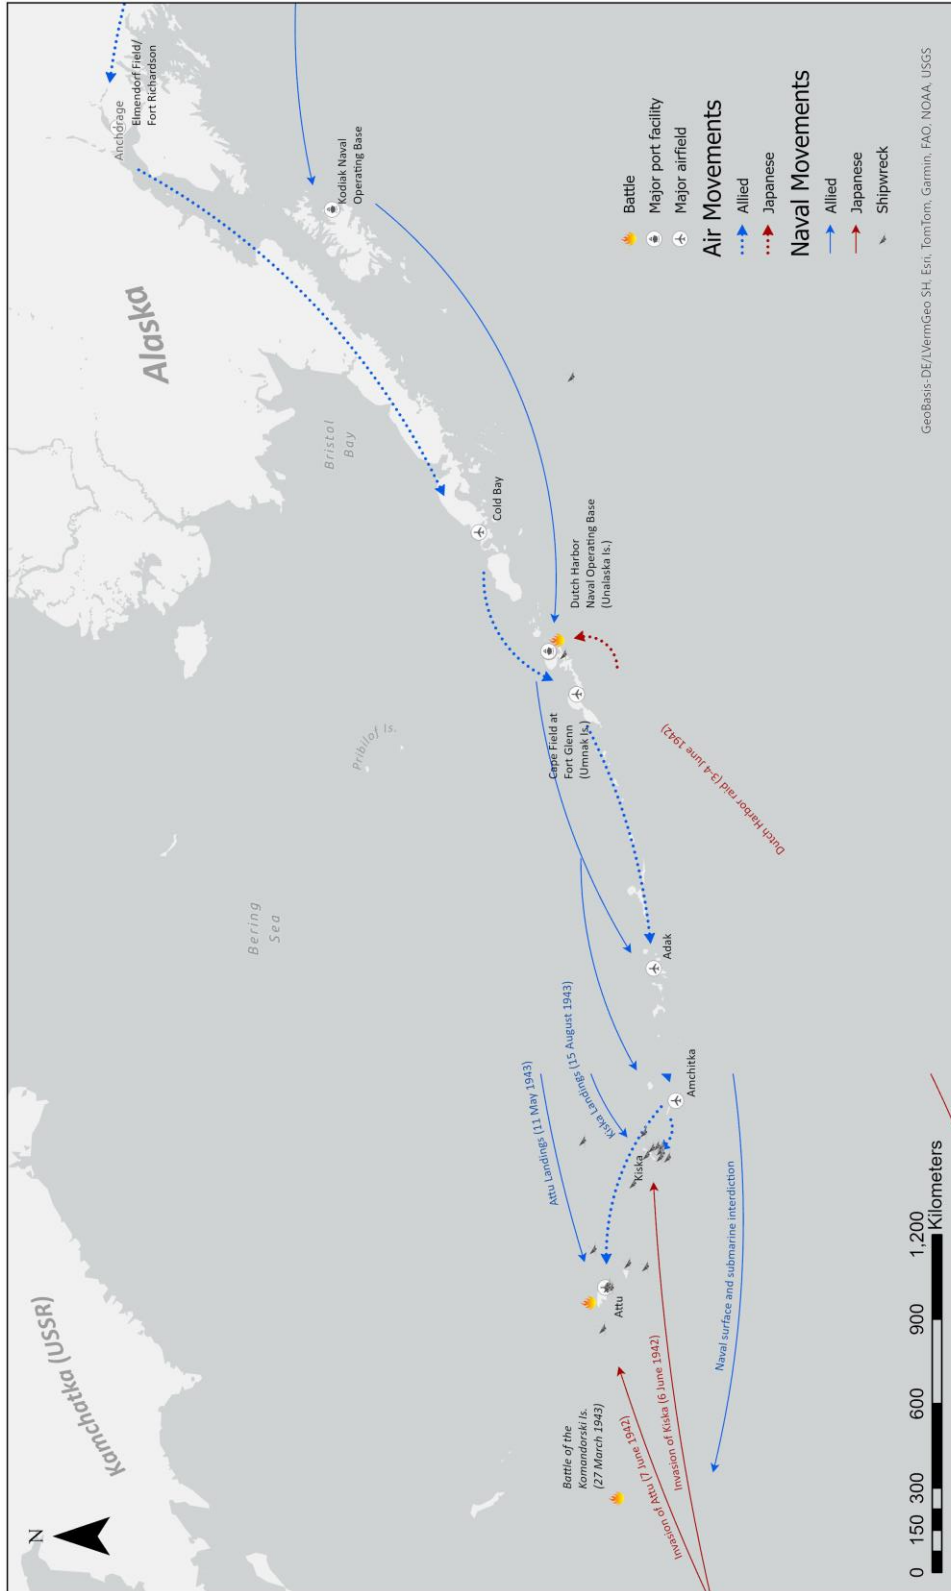 N
Kamchatka (USSR)
Bering
Sea
Pribilof Is.
Bristol
Bay
Alaska
Anchorage
Elmendorf Field/
Fort Richardson
Kodiak Naval
Operating Base
Cold Bay
Dutch Harbor
Naval Operating Base
(Unalaska Is.)
Cape Field at
Fort Glenn
(Umnak Is.)
Adak
Amchitka
Kiska
Attu
Attu Landings (11 May 1943)
Kiska Landings (15 August 1943)
Battle of the
Komandorski Is.
(27 March 1943)
Invasion of Attu (7 June 1942)
Invasion of Kiska (6 June 1942)
Naval surface and submarine interdiction
Dutch Harbor raid (3-4 June 1942)
Battle
Major port facility
Major airfield
Air Movements
Allied
Japanese
Naval Movements
Allied
Japanese
Shipwreck
0 150 300 600 900 1,200
Kilometers
GeoBasis-DE/LVermGeo SH, Esri, TomTom, Garmin, FAO, NOAA, USGS